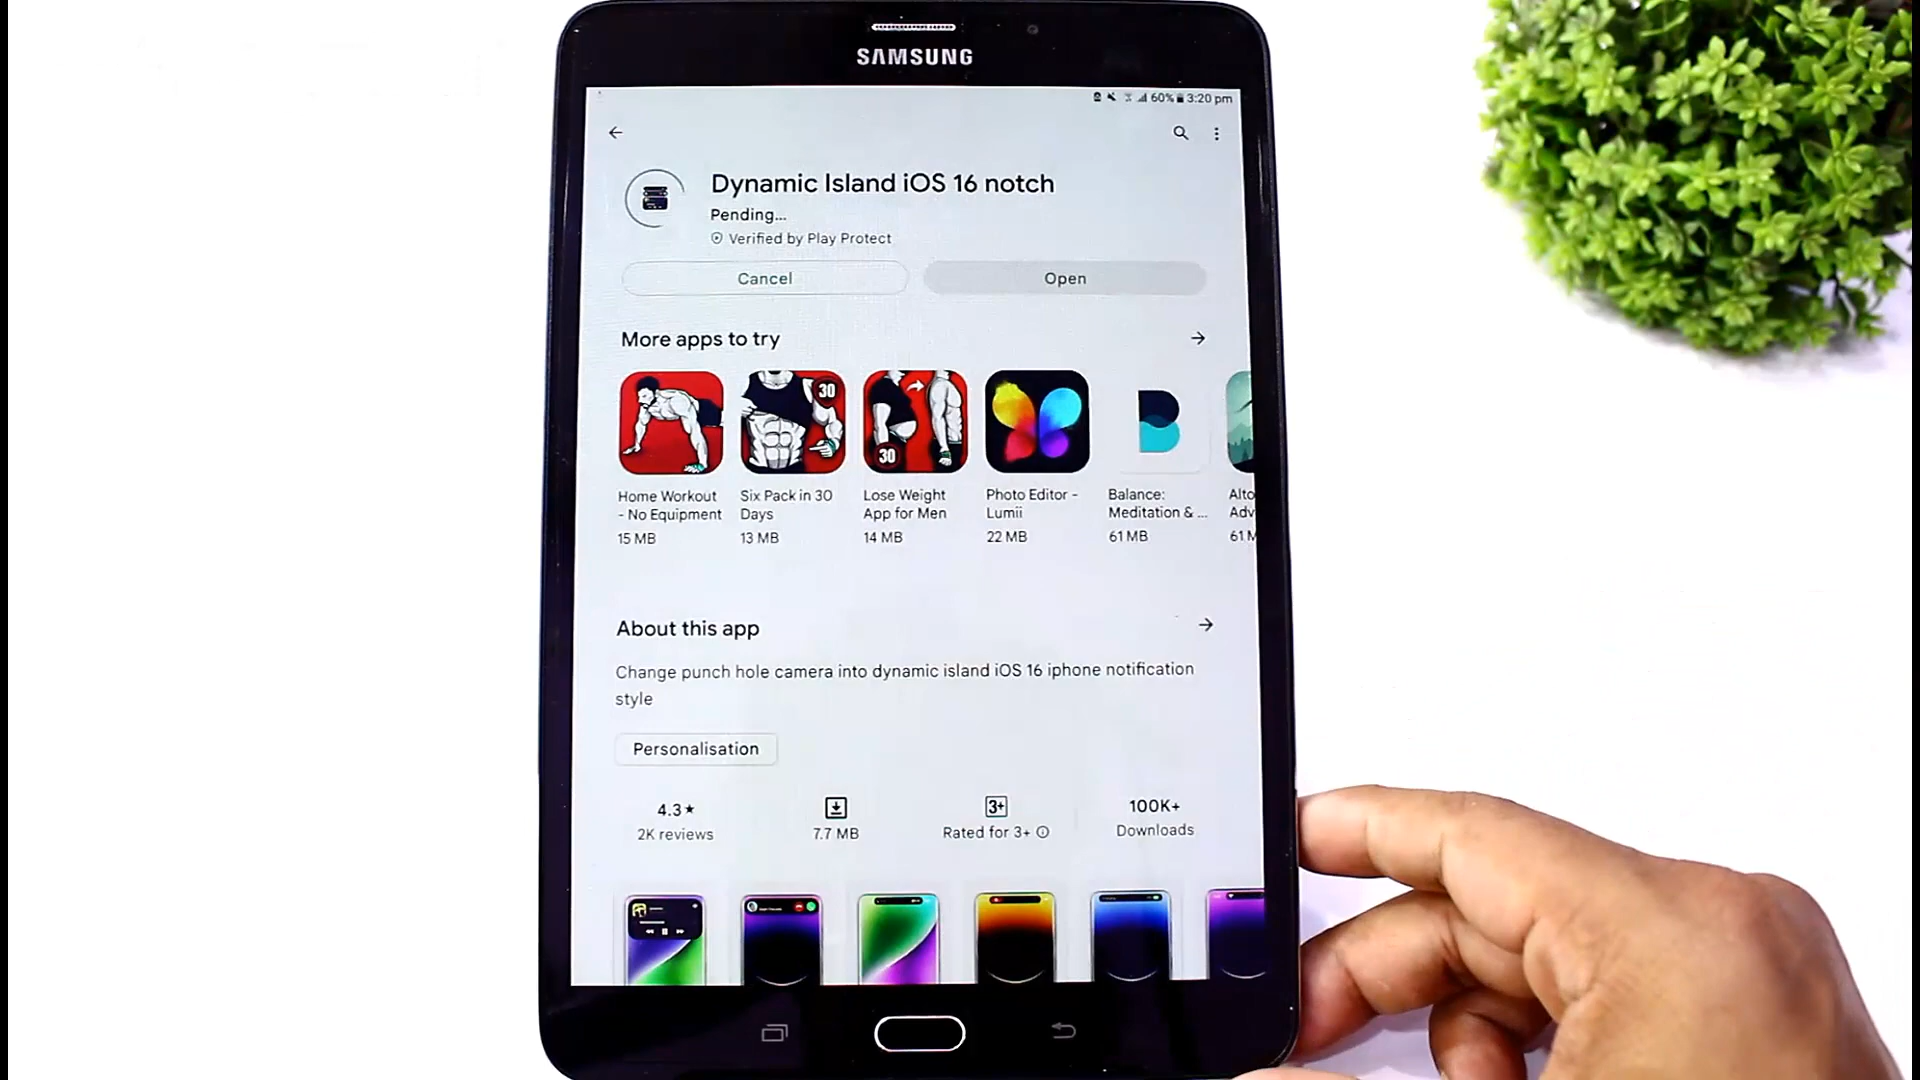 SAMSUNG
60% 3:20 pm
Dynamic Island iOS 16 notch
Pending...
Verified by Play Protect
Cancel Open
More apps to try
30 30
Home Workout - No Equipment
15 MB
Six Pack in 30 Days
13 MB
Lose Weight App for Men
14 MB
Photo Editor - Lumii
22 MB
Balance: Meditation & ...
61 MB
Alto
Adv
61 M
About this app
Change punch hole camera into dynamic island iOS 16 iphone notification
style
Personalisation
4.3★ 3+ 100K+
2K reviews 7.7 MB Rated for 3+ Downloads